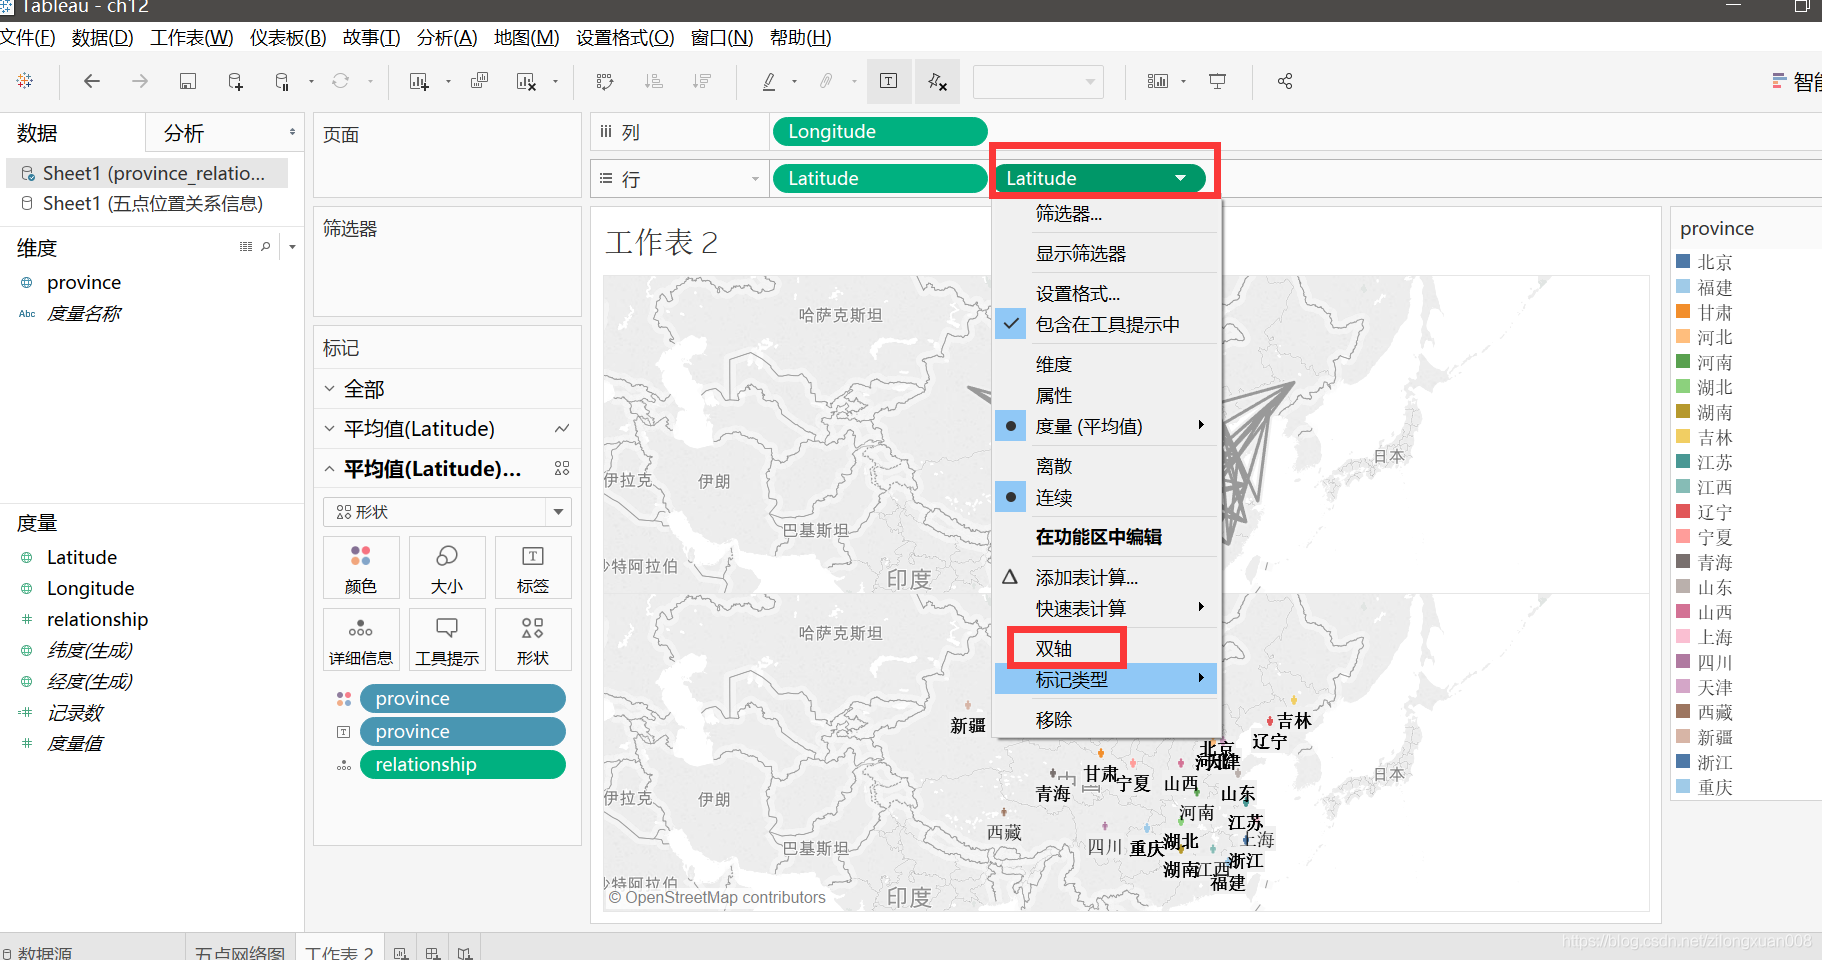 Tableau - ch12
文件(F) 数据(D) 工作表(W) 仪表板(B) 故事(T) 分析(A) 地图(M) 设置格式(O) 窗口(N) 帮助(H)
智能
数据 分析
Sheet1 (province_relatio...
Sheet1 (五点位置关系信息)
维度
province
Abc 度量名称
度量
Latitude
Longitude
relationship
纬度(生成)
经度(生成)
记录数
度量值
页面
筛选器
标记
全部
平均值(Latitude)
平均值(Latitude)...
形状
颜色 大小 标签
详细信息 工具提示 形状
province
province
relationship
列 Longitude
行 Latitude Latitude
工作表 2
筛选器...
显示筛选器
设置格式...
包含在工具提示中
维度
属性
度量 (平均值)
离散
连续
在功能区中编辑
添加表计算...
快速表计算
双轴
标记类型
移除
哈萨克斯坦
伊拉克 伊朗
日本
巴基斯坦
沙特阿拉伯
印度
哈萨克斯坦
新疆
吉林
辽宁
北京
河北
天津
甘肃
宁夏
山西
青海
中国
山东
河南
江苏
西藏
上海
四川
重庆
湖北
浙江
湖南
江西
福建
伊拉克 伊朗
日本
巴基斯坦
沙特阿拉伯
印度
© OpenStreetMap contributors
province
北京
福建
甘肃
河北
河南
湖北
湖南
吉林
江苏
江西
辽宁
宁夏
青海
山东
山西
上海
四川
天津
西藏
新疆
浙江
重庆
数据源 五点网络图 工作表 2
https://blog.csdn.net/zilongxuan008